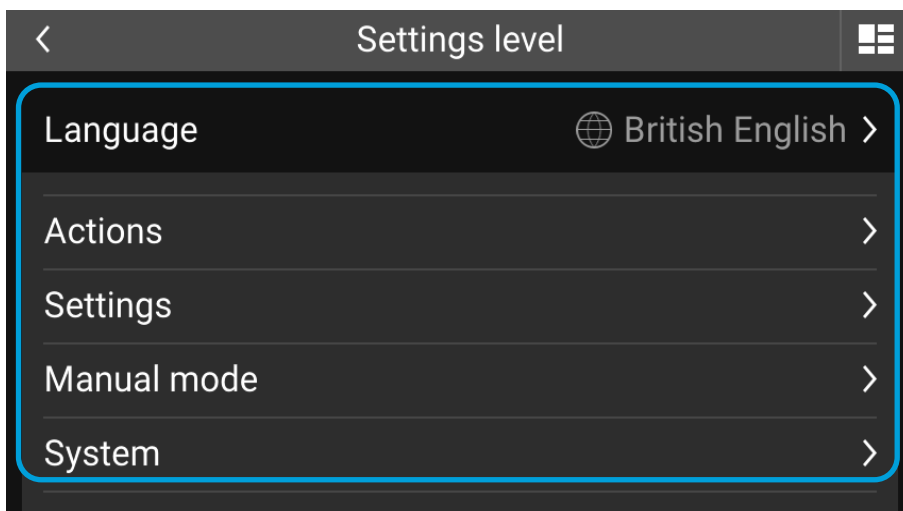 Settings level
Language British English
Actions
Settings
Manual mode
System